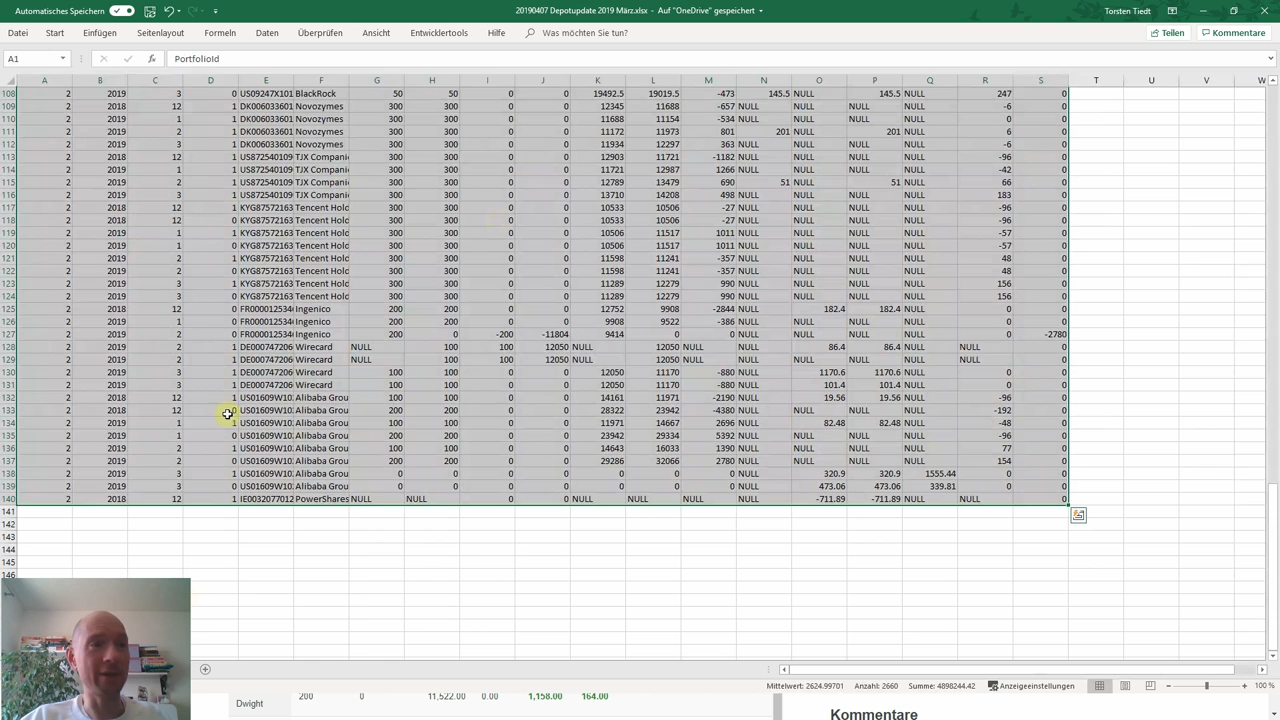 Automatisches Speichern
20190407 Depotupdate 2019 März.xlsx - Auf "OneDrive" gespeichert
Torsten Tiedt
Datei Start Einfügen Seitenlayout Formeln Daten Überprüfen Ansicht Entwicklertools Hilfe Was möchten Sie tun? Teilen Kommentare
A1 PortfolioId
A B C D E F G H I J K L M N O P Q R S T U V W
108 2 2019 3 0 US09247X101 BlackRock 50 50 0 0 19492.5 19019.5 -473 145.5 NULL 145.5 NULL 247 0
109 2 2018 12 1 DK006033601 Novozymes 300 300 0 0 12345 11688 -657 NULL NULL NULL NULL -6 0
110 2 2019 1 1 DK006033601 Novozymes 300 300 0 0 11688 11154 -534 NULL NULL NULL NULL 0 0
111 2 2019 2 1 DK006033601 Novozymes 300 300 0 0 11172 11973 801 201 NULL 201 NULL 6 0
112 2 2019 3 1 DK006033601 Novozymes 300 300 0 0 11934 12297 363 NULL NULL NULL NULL -6 0
113 2 2018 12 1 US872540109 TJX Compani 300 300 0 0 12903 11721 -1182 NULL NULL NULL NULL -96 0
114 2 2019 1 1 US872540109 TJX Compani 300 300 0 0 11721 12987 1266 NULL NULL NULL NULL -42 0
115 2 2019 2 1 US872540109 TJX Compani 300 300 0 0 12789 13479 690 51 NULL 51 NULL 66 0
116 2 2019 3 1 US872540109 TJX Compani 300 300 0 0 13710 14208 498 NULL NULL NULL NULL 183 0
117 2 2018 12 1 KYG87572163 Tencent Hold 300 300 0 0 10533 10506 -27 NULL NULL NULL NULL -96 0
118 2 2018 12 0 KYG87572163 Tencent Hold 300 300 0 0 10533 10506 -27 NULL NULL NULL NULL -96 0
119 2 2019 1 1 KYG87572163 Tencent Hold 300 300 0 0 10506 11517 1011 NULL NULL NULL NULL -57 0
120 2 2019 1 0 KYG87572163 Tencent Hold 300 300 0 0 10506 11517 1011 NULL NULL NULL NULL -57 0
121 2 2019 2 1 KYG87572163 Tencent Hold 300 300 0 0 11598 11241 -357 NULL NULL NULL NULL 48 0
122 2 2019 2 0 KYG87572163 Tencent Hold 300 300 0 0 11598 11241 -357 NULL NULL NULL NULL 48 0
123 2 2019 3 1 KYG87572163 Tencent Hold 300 300 0 0 11289 12279 990 NULL NULL NULL NULL 156 0
124 2 2019 3 0 KYG87572163 Tencent Hold 300 300 0 0 11289 12279 990 NULL NULL NULL NULL 156 0
125 2 2018 12 0 FR000012534 Ingenico 200 200 0 0 12752 9908 -2844 NULL 182.4 182.4 NULL 0 0
126 2 2019 1 0 FR000012534 Ingenico 200 200 0 0 9908 9522 -386 NULL NULL NULL NULL 0 0
127 2 2019 2 0 FR000012534 Ingenico 200 0 -200 -11804 9414 0 NULL NULL NULL NULL NULL 0 -2780
128 2 2019 2 1 DE000747206 Wirecard NULL 100 100 12050 NULL 12050 NULL NULL 86.4 86.4 NULL NULL 0
129 2 2019 2 1 DE000747206 Wirecard NULL 100 100 12050 NULL 12050 NULL NULL NULL NULL NULL NULL 0
130 2 2019 3 1 DE000747206 Wirecard 100 100 0 0 12050 11170 -880 NULL 1170.6 1170.6 NULL 0 0
131 2 2019 3 1 DE000747206 Wirecard 100 100 0 0 12050 11170 -880 NULL 101.4 101.4 NULL 0 0
132 2 2018 12 1 US01609W10 Alibaba Grou 100 100 0 0 14161 11971 -2190 NULL 19.56 19.56 NULL -96 0
133 2 2018 12 0 US01609W10 Alibaba Grou 200 200 0 0 28322 23942 -4380 NULL NULL NULL NULL -192 0
134 2 2019 1 1 US01609W10 Alibaba Grou 100 100 0 0 11971 14667 2696 NULL 82.48 82.48 NULL -48 0
135 2 2019 1 0 US01609W10 Alibaba Grou 200 200 0 0 23942 29334 5392 NULL NULL NULL NULL -96 0
136 2 2019 2 1 US01609W10 Alibaba Grou 100 100 0 0 14643 16033 1390 NULL NULL NULL NULL 77 0
137 2 2019 2 0 US01609W10 Alibaba Grou 200 200 0 0 29286 32066 2780 NULL NULL NULL NULL 154 0
138 2 2019 3 1 US01609W10 Alibaba Grou 0 0 0 0 0 0 0 NULL 320.9 320.9 1555.44 0 0
139 2 2019 3 0 US01609W10 Alibaba Grou 0 0 0 0 0 0 0 NULL 473.06 473.06 339.81 0 0
140 2 2018 12 1 IE0032077012 PowerShares NULL NULL 0 0 NULL NULL NULL NULL -711.89 -711.89 NULL NULL 0
141
142
143
144
145
146
Mittelwert: 2624.99701 Anzahl: 2660 Summe: 4898244.42 Anzeigeeinstellungen 100 %
200 0 11,522.00 0.00 1,158.00 164.00
Dwight
Kommentare